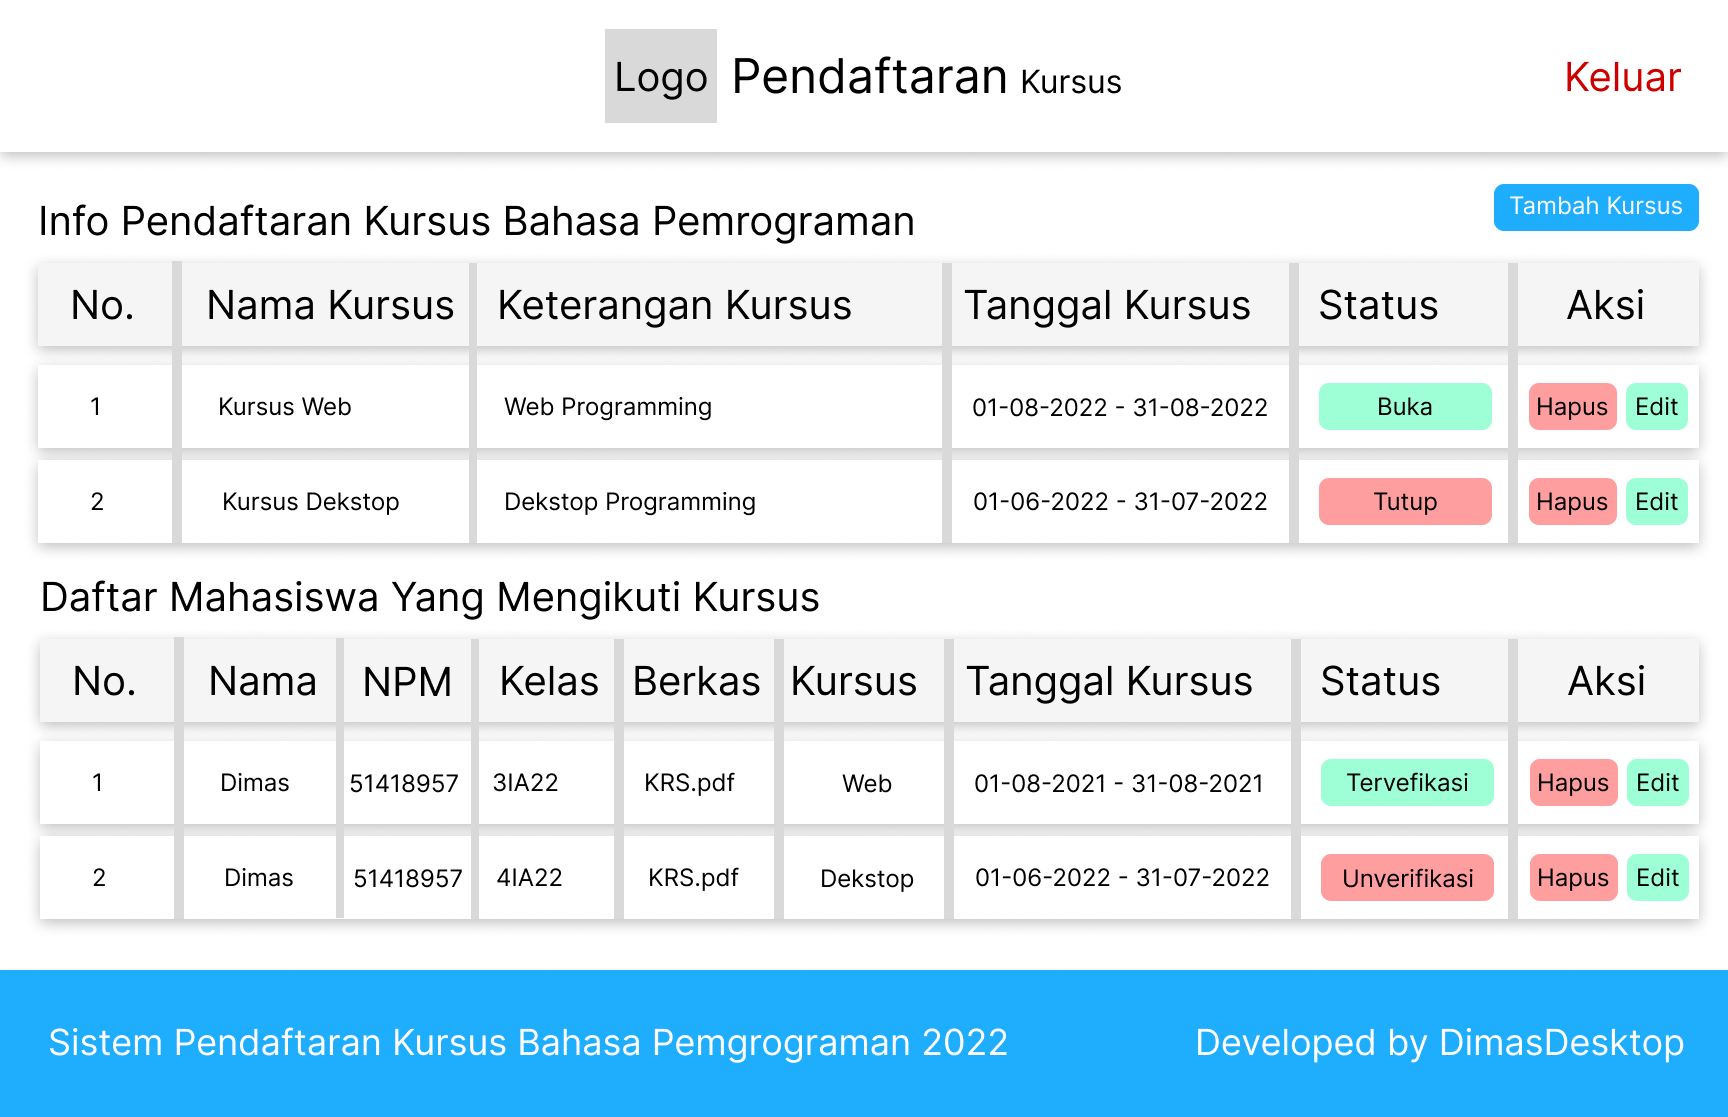 Logo Pendaftaran Kursus Keluar
Tambah Kursus
Info Pendaftaran Kursus Bahasa Pemrograman
No. Nama Kursus Keterangan Kursus Tanggal Kursus Status Aksi
1 Kursus Web Web Programming 01-08-2022 - 31-08-2022 Buka Hapus Edit
2 Kursus Dekstop Dekstop Programming 01-06-2022 - 31-07-2022 Tutup Hapus Edit
Daftar Mahasiswa Yang Mengikuti Kursus
No. Nama NPM Kelas Berkas Kursus Tanggal Kursus Status Aksi
1 Dimas 51418957 3IA22 KRS.pdf Web 01-08-2021 - 31-08-2021 Tervefikasi Hapus Edit
2 Dimas 51418957 4IA22 KRS.pdf Dekstop 01-06-2022 - 31-07-2022 Unverifikasi Hapus Edit
Sistem Pendaftaran Kursus Bahasa Pemgrograman 2022 Developed by DimasDesktop